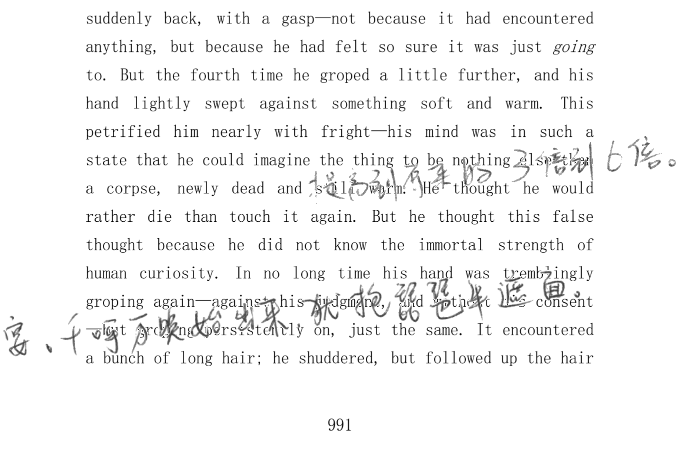 suddenly back, with a gasp—not because it had encountered
anything, but because he had felt so sure it was just going
to. But the fourth time he groped a little further, and his
hand lightly swept against something soft and warm. This
petrified him nearly with fright—his mind was in such a
state that he could imagine the thing to be nothing else than
提高到原来的3倍到6倍。
a corpse, newly dead and still warm. He thought he would
rather die than touch it again. But he thought this false
thought because he did not know the immortal strength of
human curiosity. In no long time his hand was tremblingly
groping again—against his judgment, and without his consent
宴、千呼万唤始出来犹抱琵琶半遮面。
—but groping persistently on, just the same. It encountered
a bunch of long hair; he shuddered, but followed up the hair
991